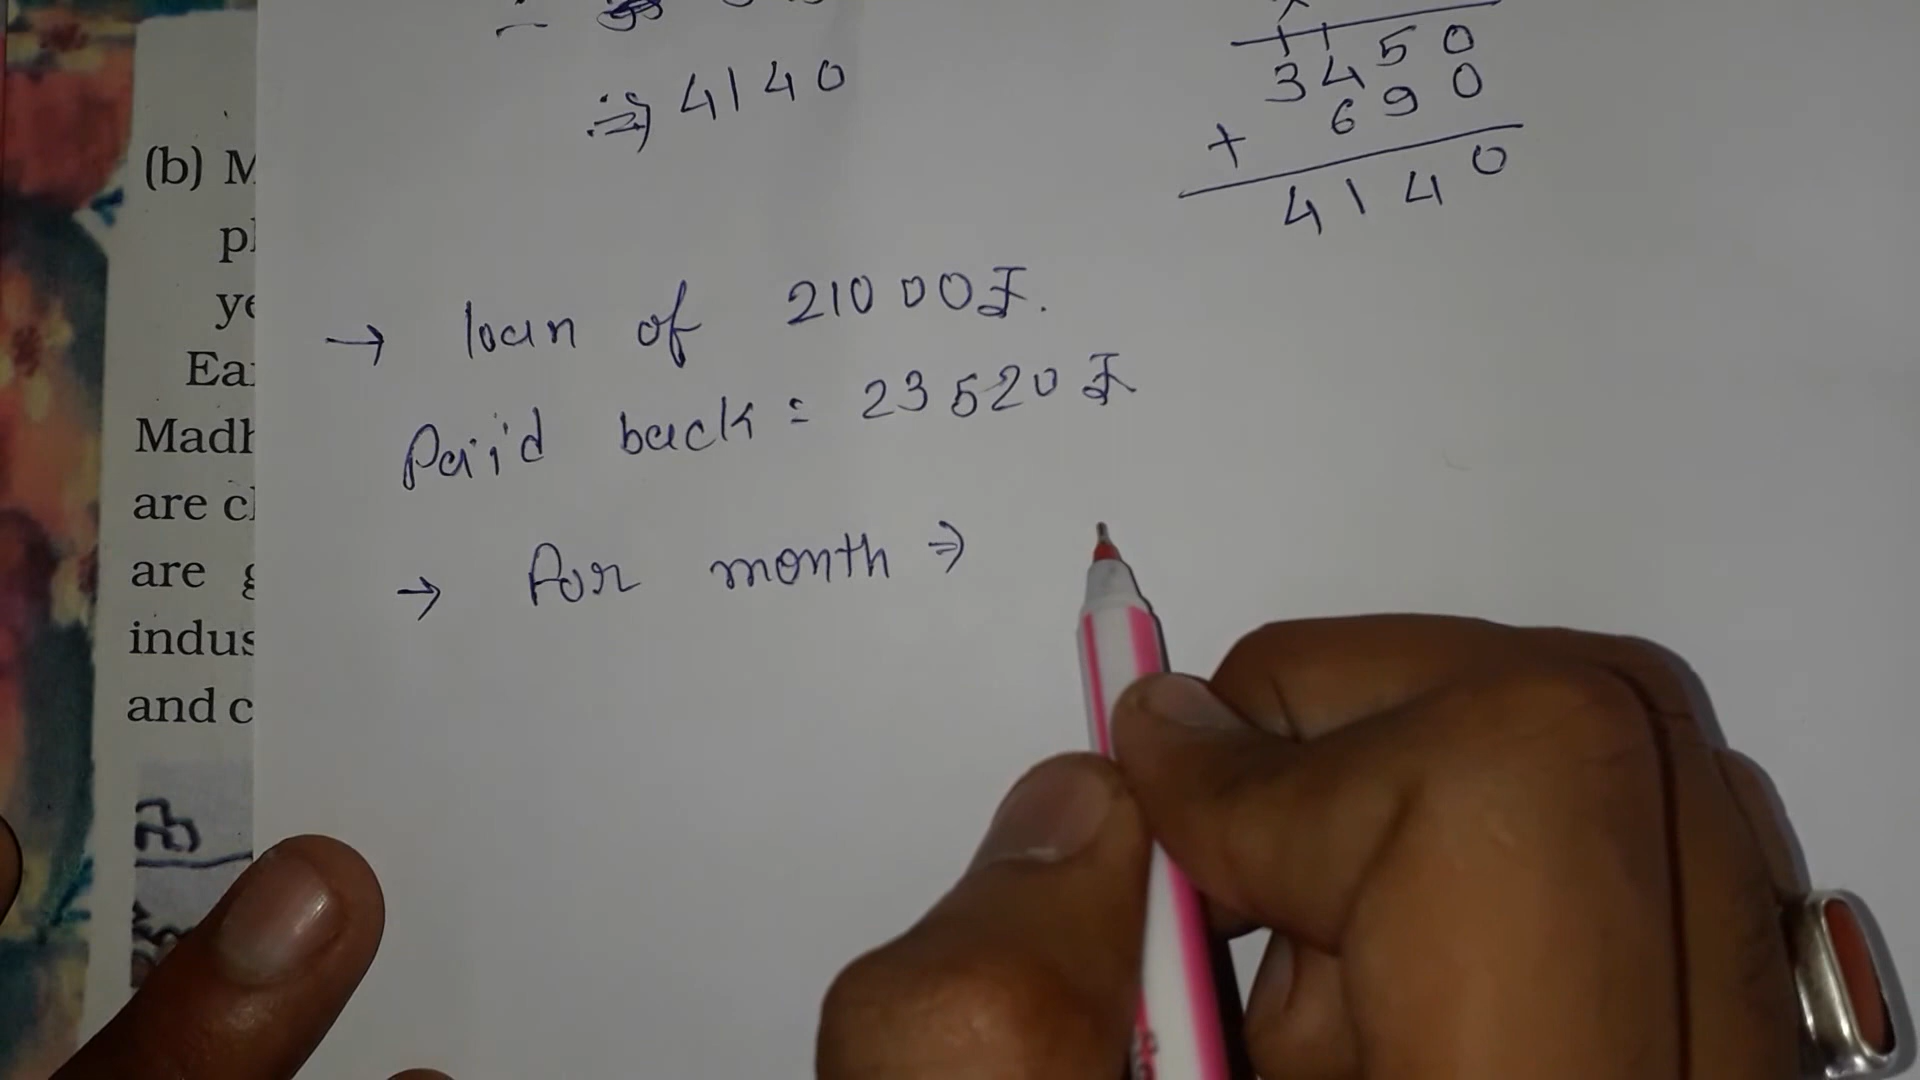 ⇒ 4140
3450
+ 690
4140
→ loan of 21000₹.
Paid back = 23520₹
→ For month ⇒
(b) M
pl
ye
Ea
Madh
are cl
are g
indus
and c